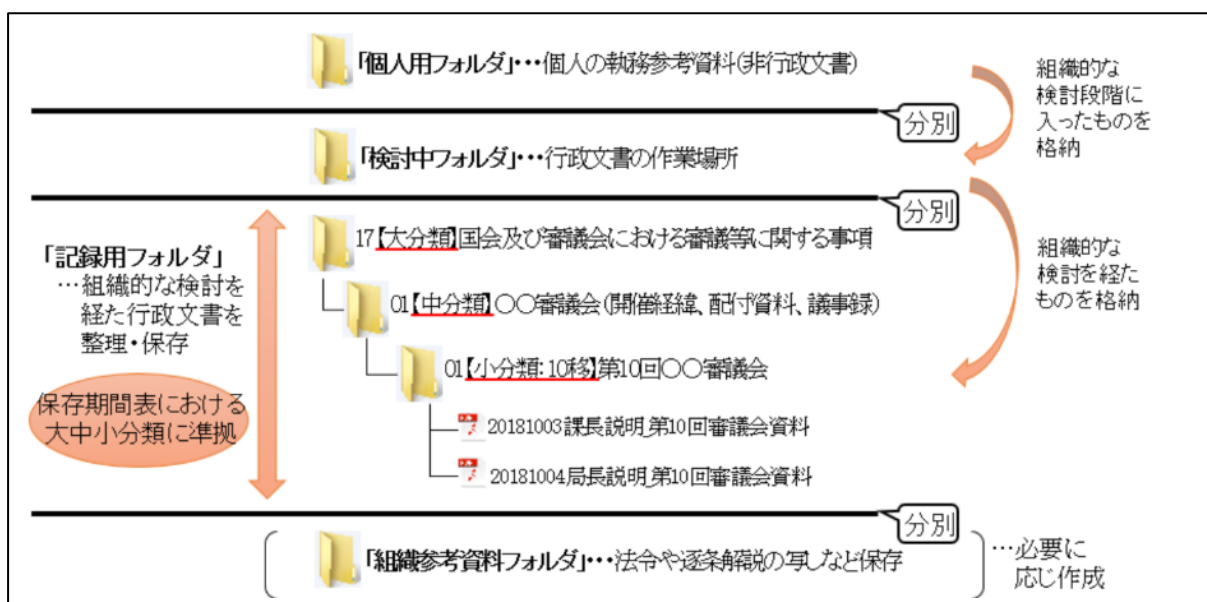 「個人用フォルダ」・・・個人の執務参考資料(非行政文書)
組織的な
検討段階に
入ったものを
格納
分別
「検討中フォルダ」・・・行政文書の作業場所
分別
17【大分類】国会及び審議会における審議等に関する事項
「記録用フォルダ」
…組織的な検討を
経た行政文書を
整理・保存
組織的な
検討を経た
ものを格納
01【中分類】〇〇審議会(開催経緯、配付資料、議事録)
01【小分類:10移】第10回〇〇審議会
保存期間表における
大中小分類に準拠
20181003課長説明_第10回審議会資料
20181004局長説明_第10回審議会資料
分別
「組織参考資料フォルダ」・・・法令や逐条解説の写しなど保存
…必要に
応じ作成